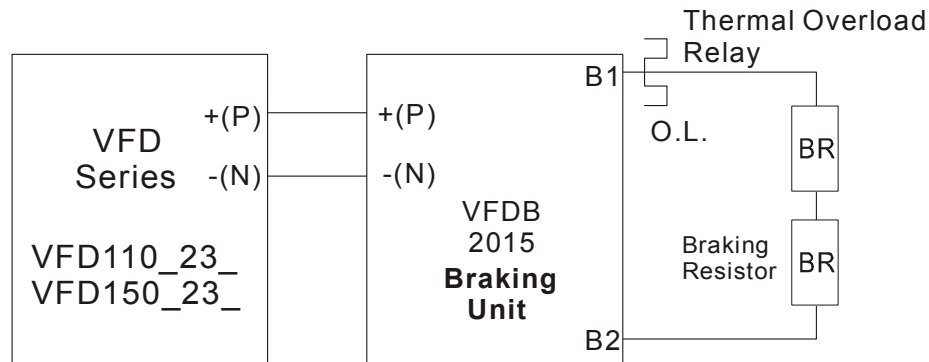 Thermal Overload
Relay
O.L.
VFD
Series
+(P)
-(N)
VFD110_23_
VFD150_23_
+(P)
-(N)
B1
VFDB
2015
Braking
Unit
B2
BR
Braking
Resistor
BR